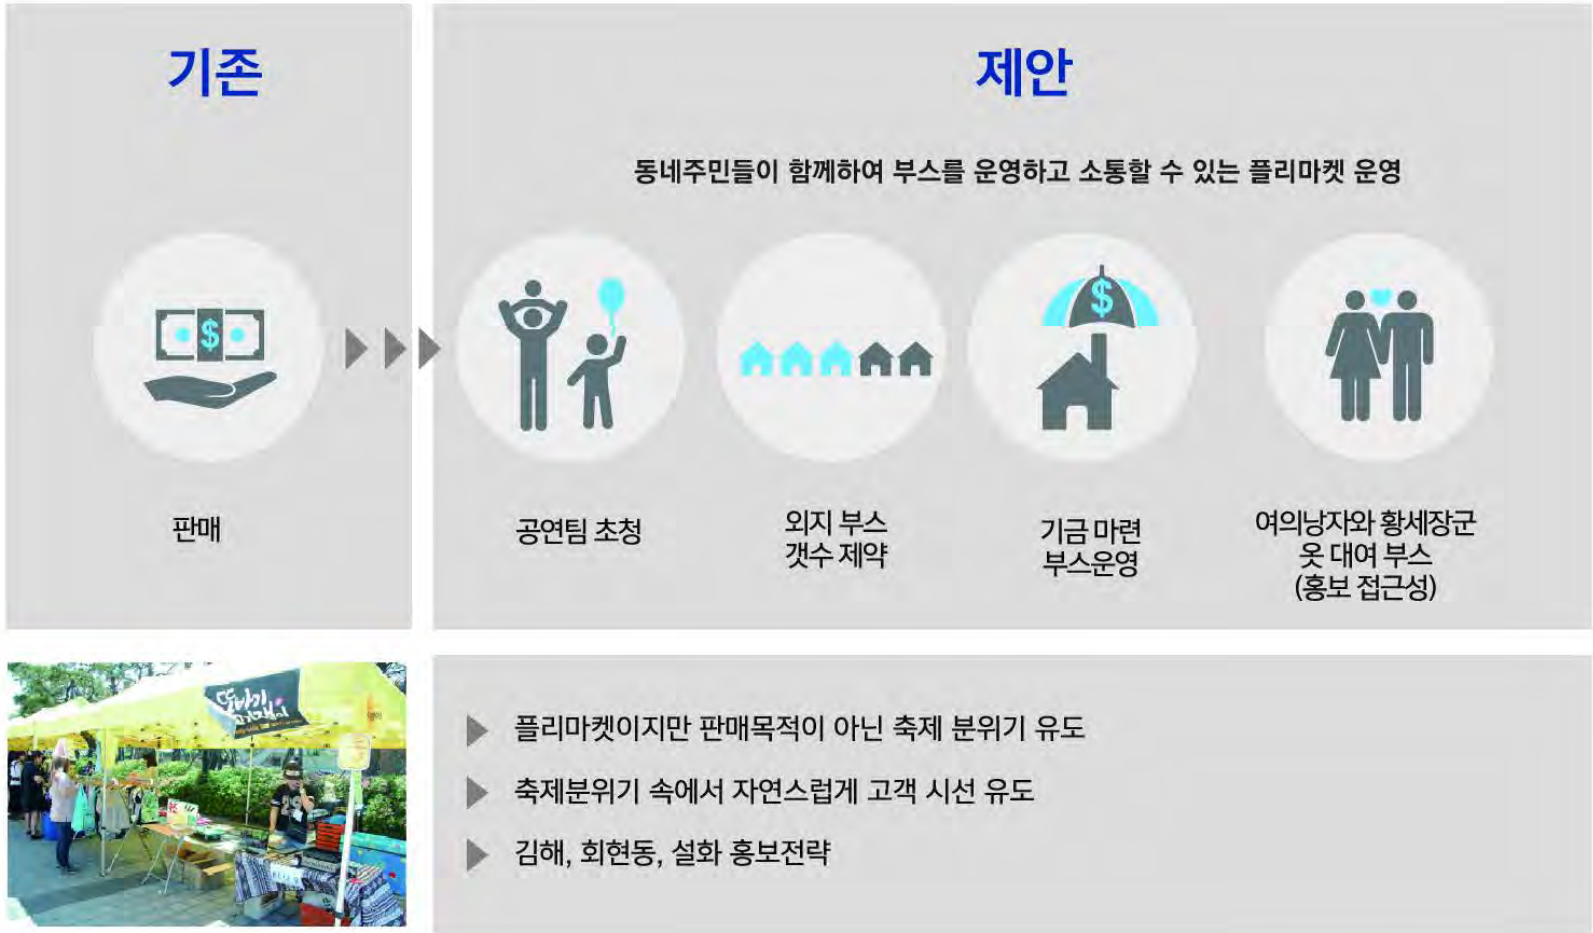 기존
제안
동네주민들이 함께하여 부스를 운영하고 소통할 수 있는 플리마켓 운영
$
$
판매
공연팀 초청
외지 부스
갯수 제약
기금 마련
부스운영
여의낭자와 황세장군
옷 대여 부스
(홍보 접근성)
플리마켓이지만 판매목적이 아닌 축제 분위기 유도
축제분위기 속에서 자연스럽게 고객 시선 유도
김해, 회현동, 설화 홍보전략